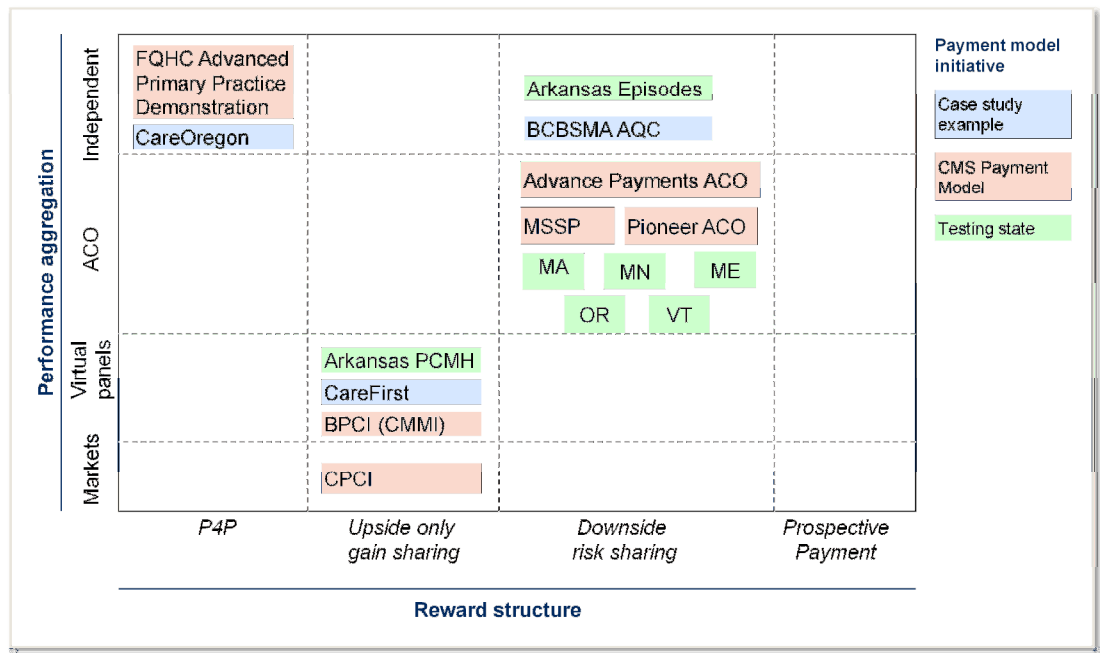 Performance aggregation
Independent
ACO
Virtual
panels
Markets
FQHC Advanced
Primary Practice
Demonstration
CareOregon
Arkansas Episodes
BCBSMA AQC
Advance Payments ACO
MSSP
Pioneer ACO
MA
MN
ME
OR
VT
Arkansas PCMH
CareFirst
BPCI (CMMI)
CPCI
P4P
Upside only
gain sharing
Downside
risk sharing
Prospective
Payment
Reward structure
Payment model
initiative
Case study
example
CMS Payment
Model
Testing state